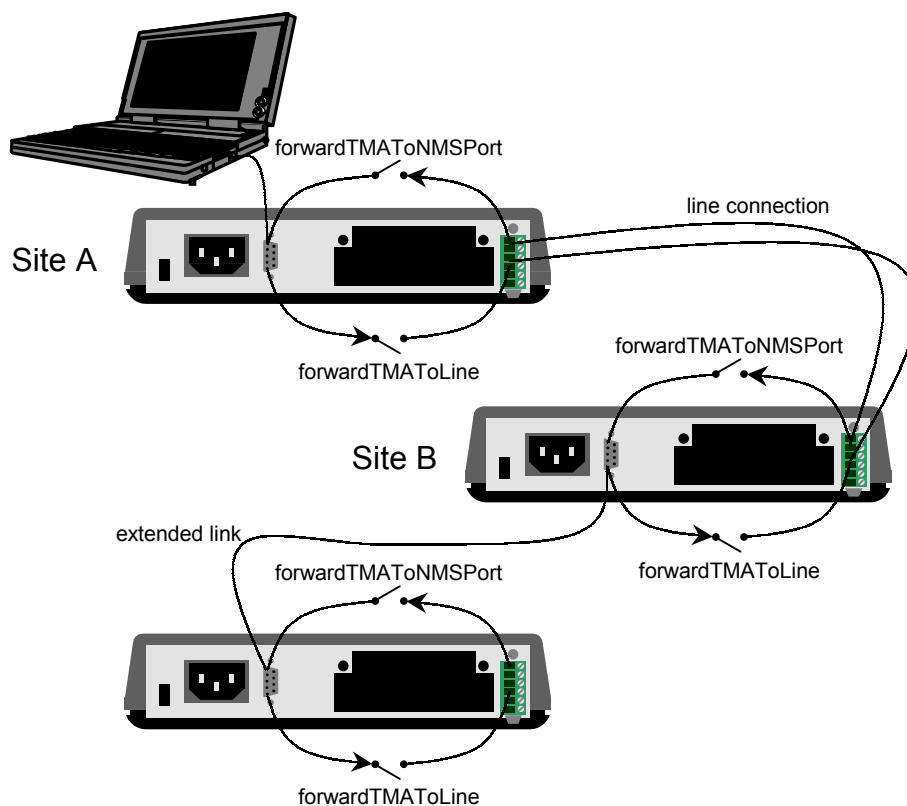 forwardTMAToNMSPort
line connection
Site A
forwardTMAToLine
forwardTMAToNMSPort
Site B
extended link
forwardTMAToLine
forwardTMAToNMSPort
forwardTMAToLine